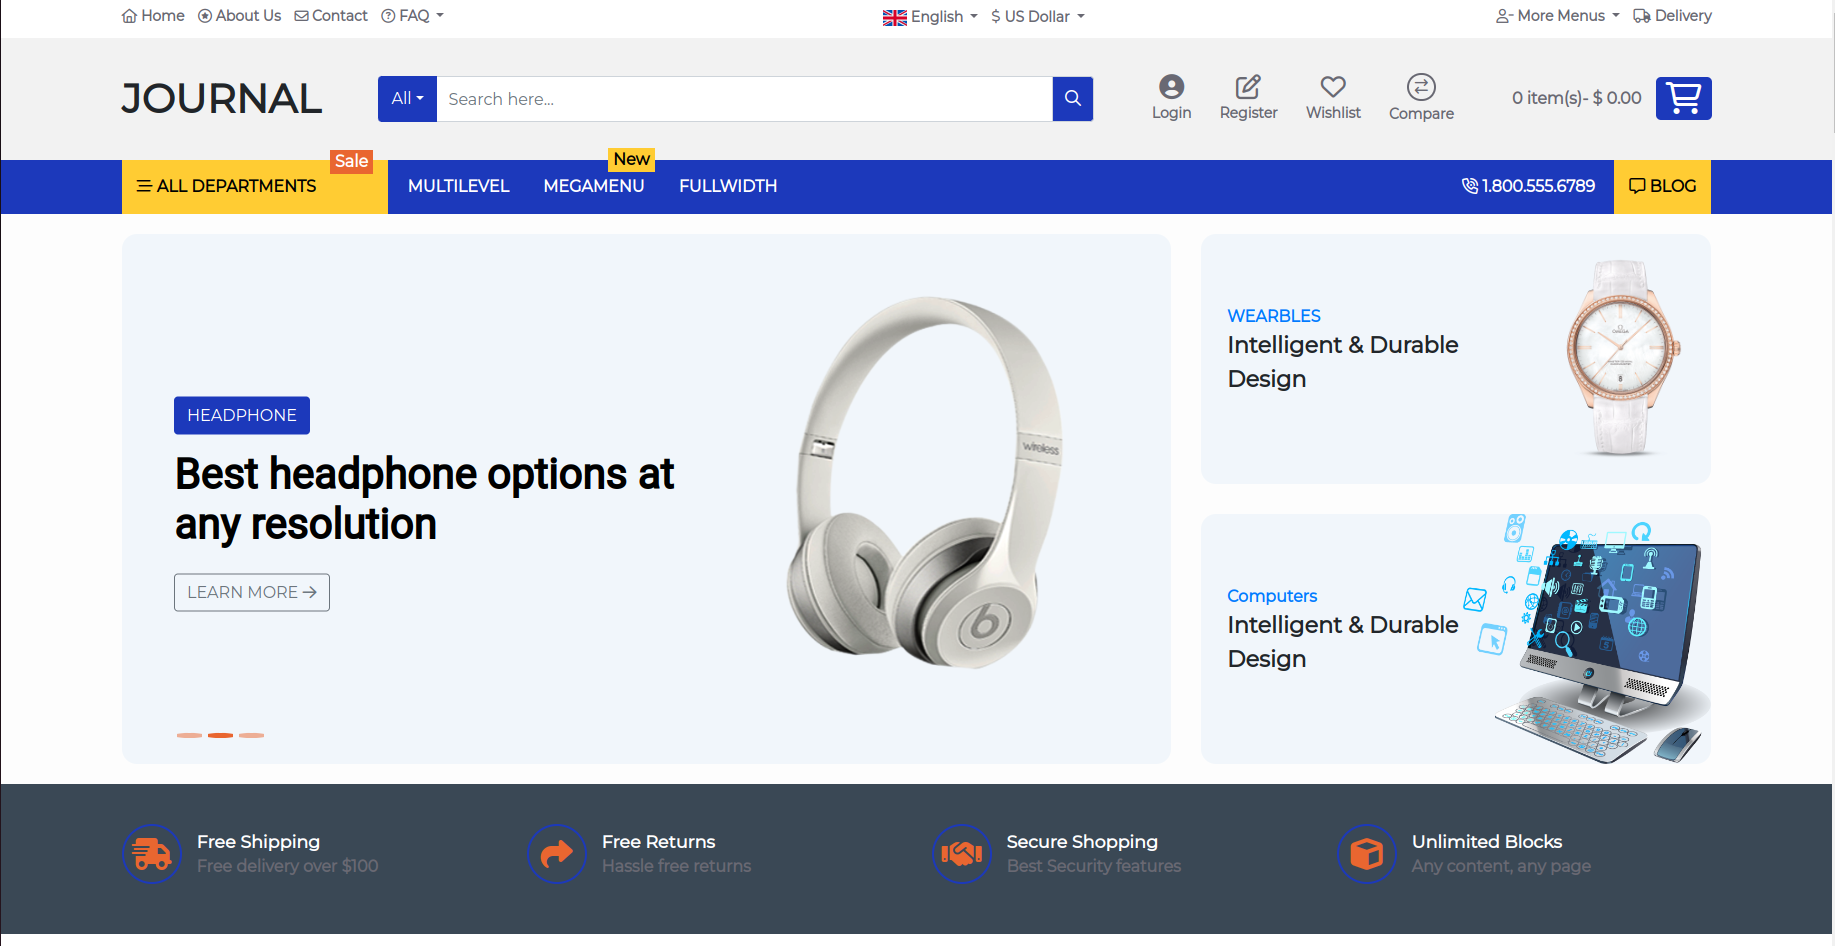 Home About Us Contact FAQ English $ US Dollar More Menus Delivery
JOURNAL All Search here... Login Register Wishlist Compare 0 item(s)- $ 0.00
Sale New
ALL DEPARTMENTS MULTILEVEL MEGAMENU FULLWIDTH 1.800.555.6789 BLOG
HEADPHONE
Best headphone options at
any resolution
LEARN MORE
wireless
b
WEARBLES
Intelligent & Durable
Design
OMEGA
8
Computers
Intelligent & Durable
Design
Free Shipping
Free delivery over $100
Free Returns
Hassle free returns
Secure Shopping
Best Security features
Unlimited Blocks
Any content, any page